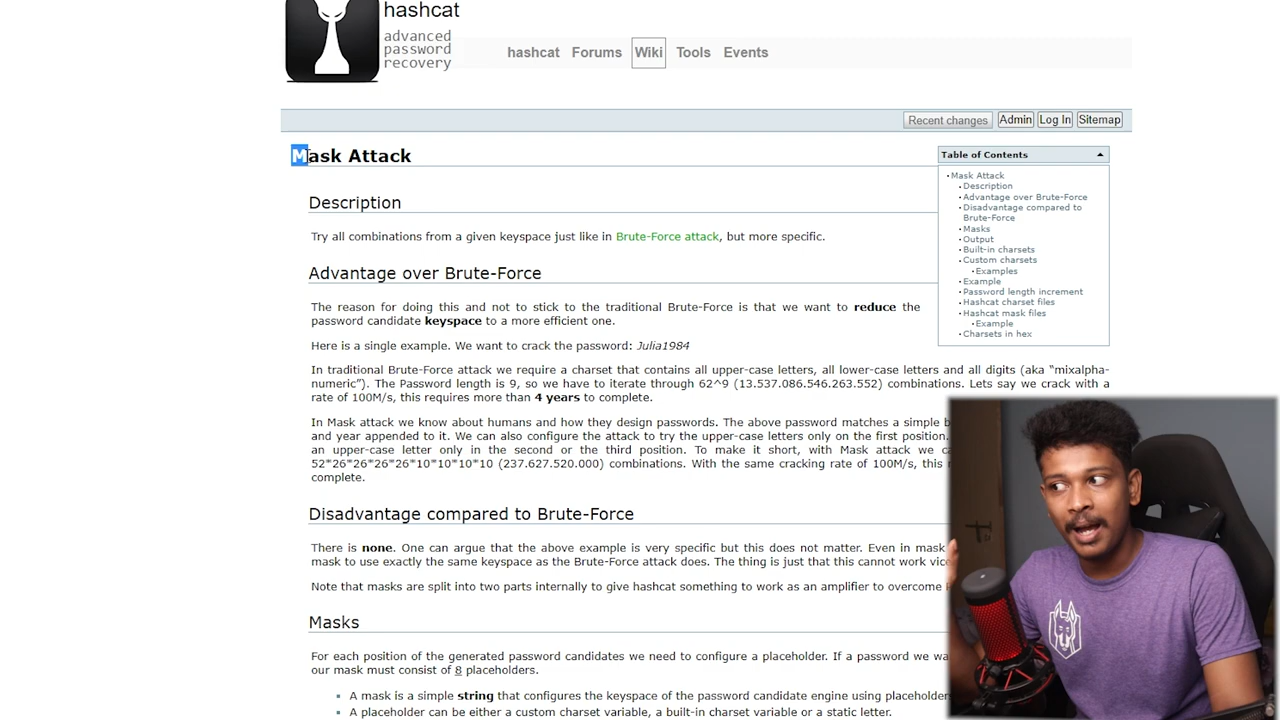 hashcat
advanced
password
recovery
hashcat Forums Wiki Tools Events
Recent changes Admin Log In Sitemap
Mask Attack
Table of Contents
Mask Attack
Description
Advantage over Brute-Force
Disadvantage compared to
Brute-Force
Masks
Output
Built-in charsets
Custom charsets
Examples
Example
Password length increment
Hashcat charset files
Hashcat mask files
Example
Charsets in hex
Description
Try all combinations from a given keyspace just like in Brute-Force attack, but more specific.
Advantage over Brute-Force
The reason for doing this and not to stick to the traditional Brute-Force is that we want to reduce the
password candidate keyspace to a more efficient one.
Here is a single example. We want to crack the password: Julia1984
In traditional Brute-Force attack we require a charset that contains all upper-case letters, all lower-case letters and all digits (aka “mixalpha-
numeric”). The Password length is 9, so we have to iterate through 62^9 (13.537.086.546.263.552) combinations. Lets say we crack with a
rate of 100M/s, this requires more than 4 years to complete.
In Mask attack we know about humans and how they design passwords. The above password matches a simple b
and year appended to it. We can also configure the attack to try the upper-case letters only on the first position.
an upper-case letter only in the second or the third position. To make it short, with Mask attack we ca
52*26*26*26*26*10*10*10*10 (237.627.520.000) combinations. With the same cracking rate of 100M/s, this
complete.
Disadvantage compared to Brute-Force
There is none. One can argue that the above example is very specific but this does not matter. Even in mask
mask to use exactly the same keyspace as the Brute-Force attack does. The thing is just that this cannot work vice
Note that masks are split into two parts internally to give hashcat something to work as an amplifier to overcome
Masks
For each position of the generated password candidates we need to configure a placeholder. If a password we wa
our mask must consist of 8 placeholders.
A mask is a simple string that configures the keyspace of the password candidate engine using placeholders
A placeholder can be either a custom charset variable, a built-in charset variable or a static letter.